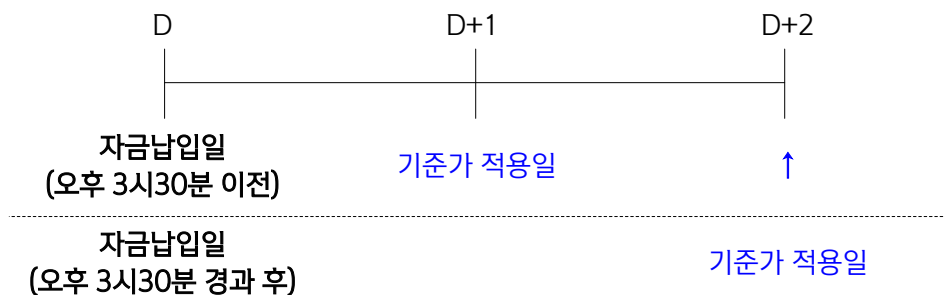 D D+1 D+2
자금납입일
(오후 3시30분 이전)
기준가 적용일
↑
자금납입일
(오후 3시30분 경과 후)
기준가 적용일